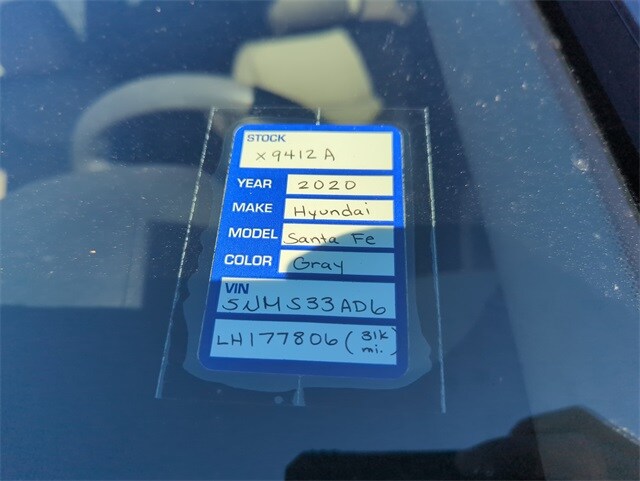 STOCK
X9412A
YEAR 2020
MAKE Hyundai
MODEL Santa Fe
COLOR Gray
VIN
5NMS33AD6
LH177806 (31K mi.)